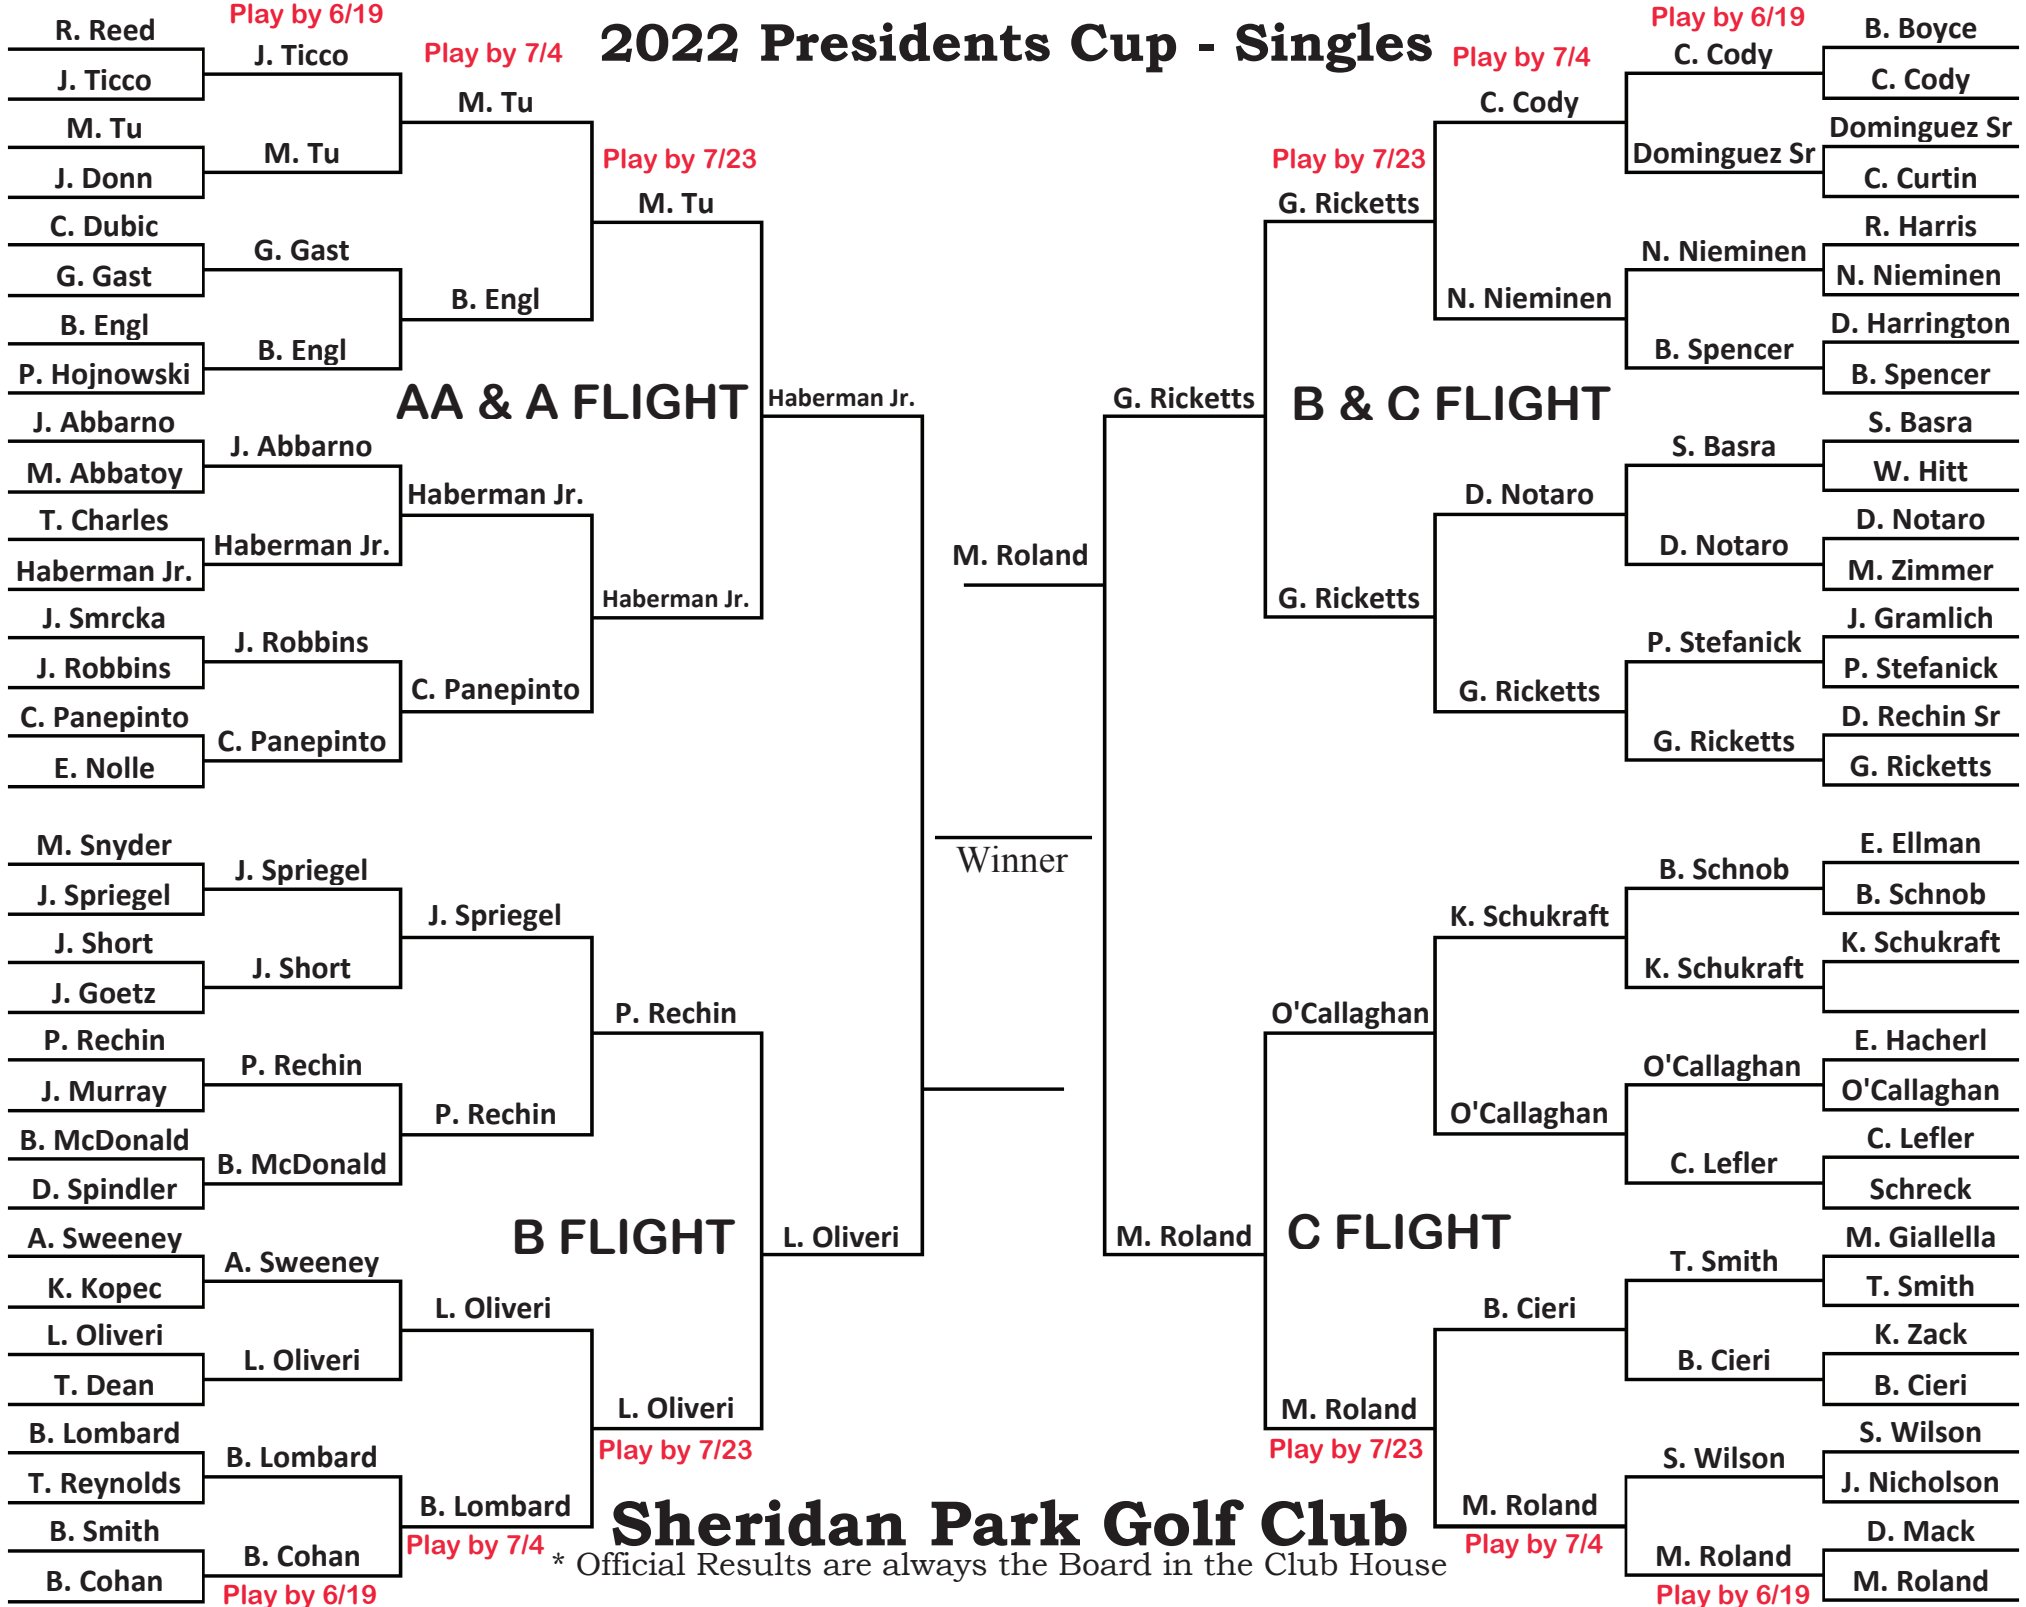 2022 Presidents Cup - Singles
Play by 6/19
Play by 7/4
Play by 7/23
R. Reed
J. Ticco
M. Tu
J. Donn
C. Dubic
G. Gast
B. Engl
P. Hojnowski
J. Abbarno
M. Abbatoy
T. Charles
Haberman Jr.
J. Smrcka
J. Robbins
C. Panepinto
E. Nolle
J. Ticco
M. Tu
G. Gast
B. Engl
J. Abbarno
Haberman Jr.
J. Robbins
C. Panepinto
M. Tu
B. Engl
Haberman Jr.
C. Panepinto
M. Tu
Haberman Jr.
AA & A FLIGHT
Haberman Jr.
M. Snyder
J. Spriegel
J. Short
J. Goetz
P. Rechin
J. Murray
B. McDonald
D. Spindler
A. Sweeney
K. Kopec
L. Oliveri
T. Dean
B. Lombard
T. Reynolds
B. Smith
B. Cohan
J. Spriegel
J. Short
P. Rechin
B. McDonald
A. Sweeney
L. Oliveri
B. Lombard
B. Cohan
Play by 6/19
J. Spriegel
P. Rechin
L. Oliveri
B. Lombard
Play by 7/4
P. Rechin
L. Oliveri
Play by 7/23
B FLIGHT
L. Oliveri
M. Roland
Winner
Play by 7/23
Play by 7/4
Play by 6/19
G. Ricketts
B & C FLIGHT
G. Ricketts
G. Ricketts
C. Cody
N. Nieminen
D. Notaro
G. Ricketts
C. Cody
Dominguez Sr
N. Nieminen
B. Spencer
S. Basra
D. Notaro
P. Stefanick
G. Ricketts
B. Boyce
C. Cody
Dominguez Sr
C. Curtin
R. Harris
N. Nieminen
D. Harrington
B. Spencer
S. Basra
W. Hitt
D. Notaro
M. Zimmer
J. Gramlich
P. Stefanick
D. Rechin Sr
G. Ricketts
M. Roland
C FLIGHT
O'Callaghan
M. Roland
Play by 7/23
K. Schukraft
O'Callaghan
B. Cieri
M. Roland
Play by 7/4
B. Schnob
K. Schukraft
O'Callaghan
C. Lefler
T. Smith
B. Cieri
S. Wilson
M. Roland
Play by 6/19
E. Ellman
B. Schnob
K. Schukraft
E. Hacherl
O'Callaghan
C. Lefler
Schreck
M. Giallella
T. Smith
K. Zack
B. Cieri
S. Wilson
J. Nicholson
D. Mack
M. Roland
Sheridan Park Golf Club
* Official Results are always the Board in the Club House